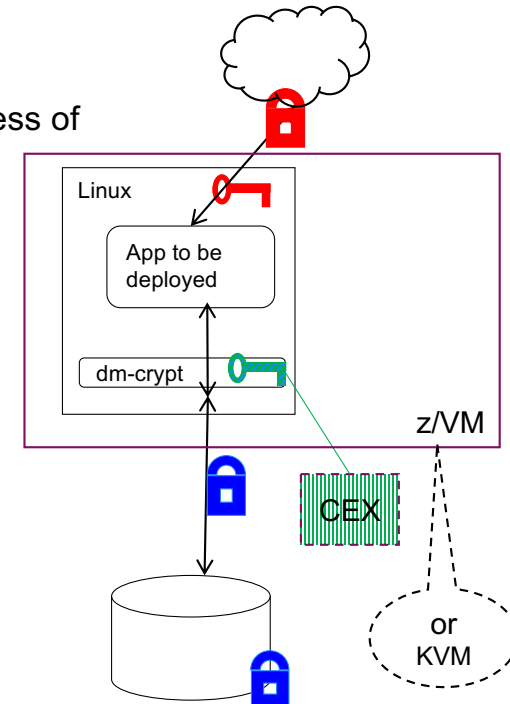 ess of
Linux
App to be
deployed
dm-crypt
z/VM
CEX
or
KVM